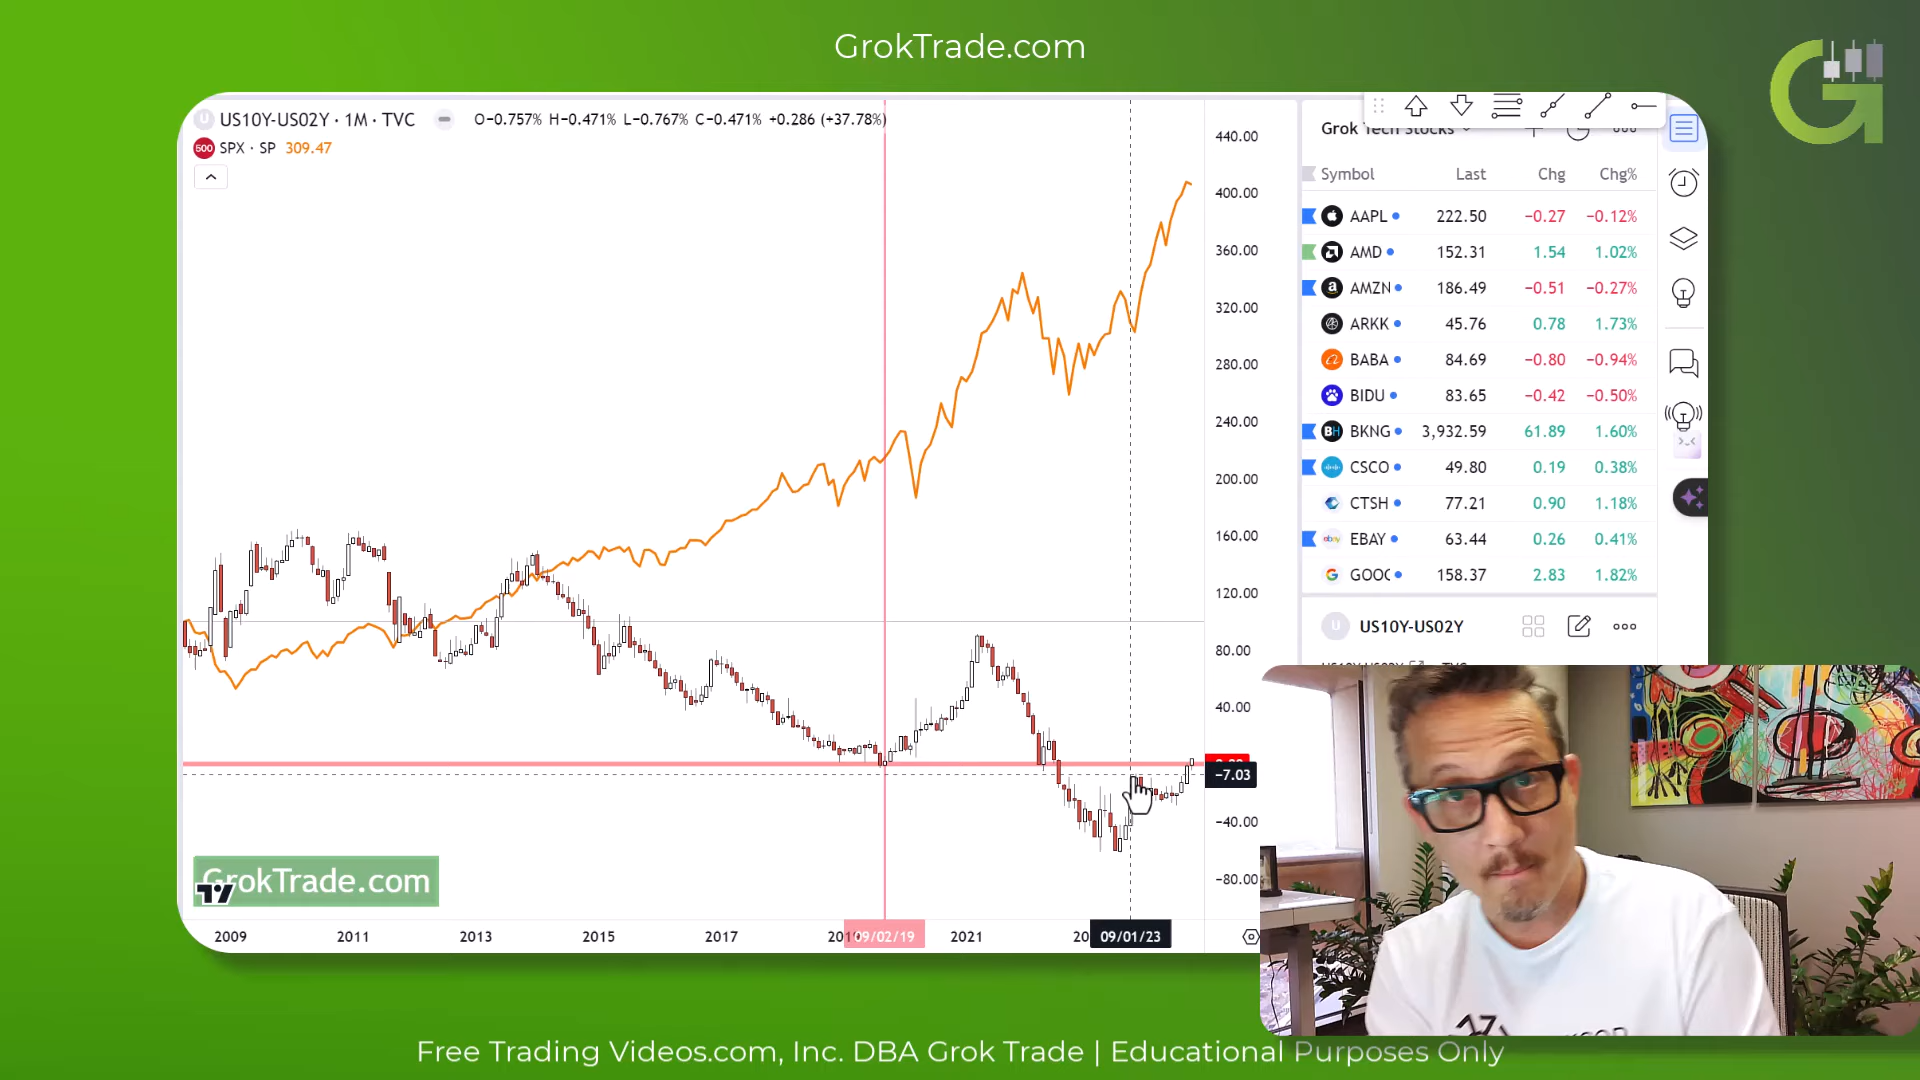 GrokTrade.com
US10Y-US02Y · 1M · TVC O−0.757% H−0.471% L−0.767% C−0.471% +0.286 (+37.78%)
500 SPX · SP 309.47
440.00
400.00
360.00
320.00
280.00
240.00
200.00
160.00
120.00
80.00
40.00
−7.03
−40.00
−80.00
GrokTrade.com
2009 2011 2013 2015 2017 2019 09/02/19 2021 09/01/23
Grok Tech Stocks
Symbol Last Chg Chg%
AAPL 222.50 −0.27 −0.12%
AMD 152.31 1.54 1.02%
AMZN 186.49 −0.51 −0.27%
ARKK 45.76 0.78 1.73%
BABA 84.69 −0.80 −0.94%
BIDU 83.65 −0.42 −0.50%
BKNG 3,932.59 61.89 1.60%
CSCO 49.80 0.19 0.38%
CTSH 77.21 0.90 1.18%
EBAY 63.44 0.26 0.41%
GOOG 158.37 2.83 1.82%
U US10Y-US02Y
Free Trading Videos.com, Inc. DBA Grok Trade | Educational Purposes Only